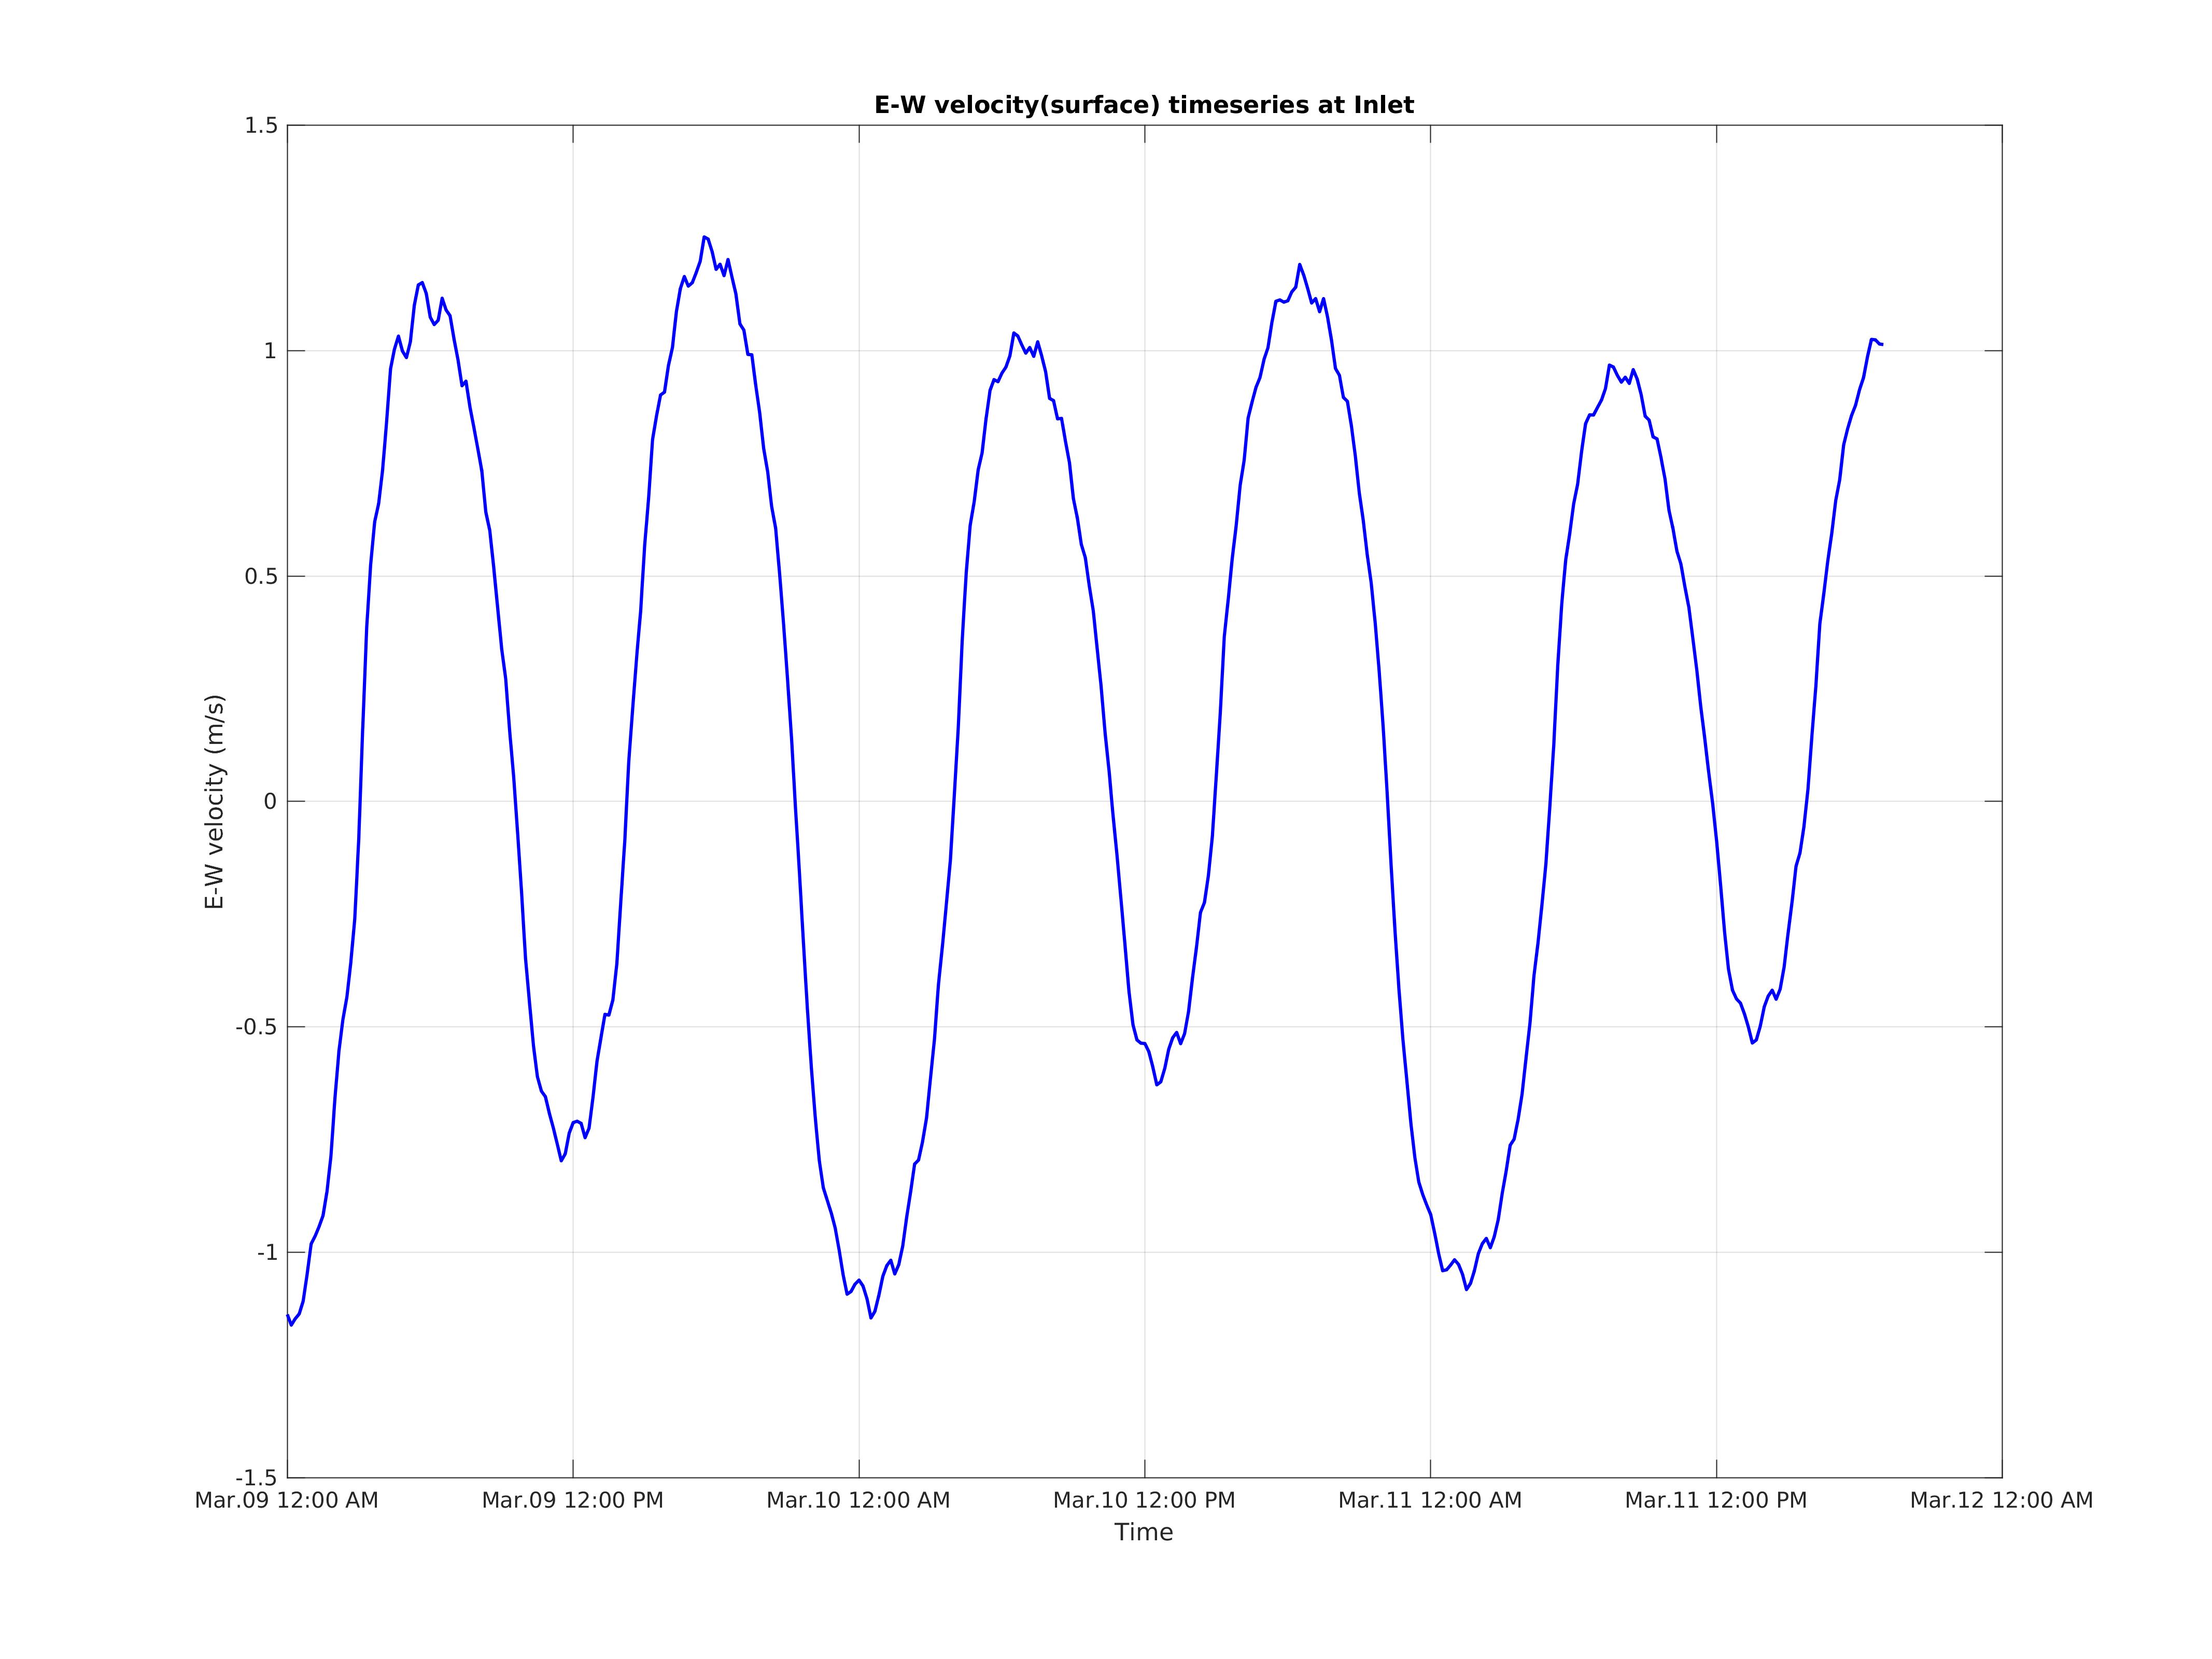 E-W velocity(surface) timeseries at Inlet
1.5
1
0.5
0
-0.5
-1
-1.5
E-W velocity (m/s)
Mar.09 12:00 AM Mar.09 12:00 PM Mar.10 12:00 AM Mar.10 12:00 PM Mar.11 12:00 AM Mar.11 12:00 PM Mar.12 12:00 AM
Time